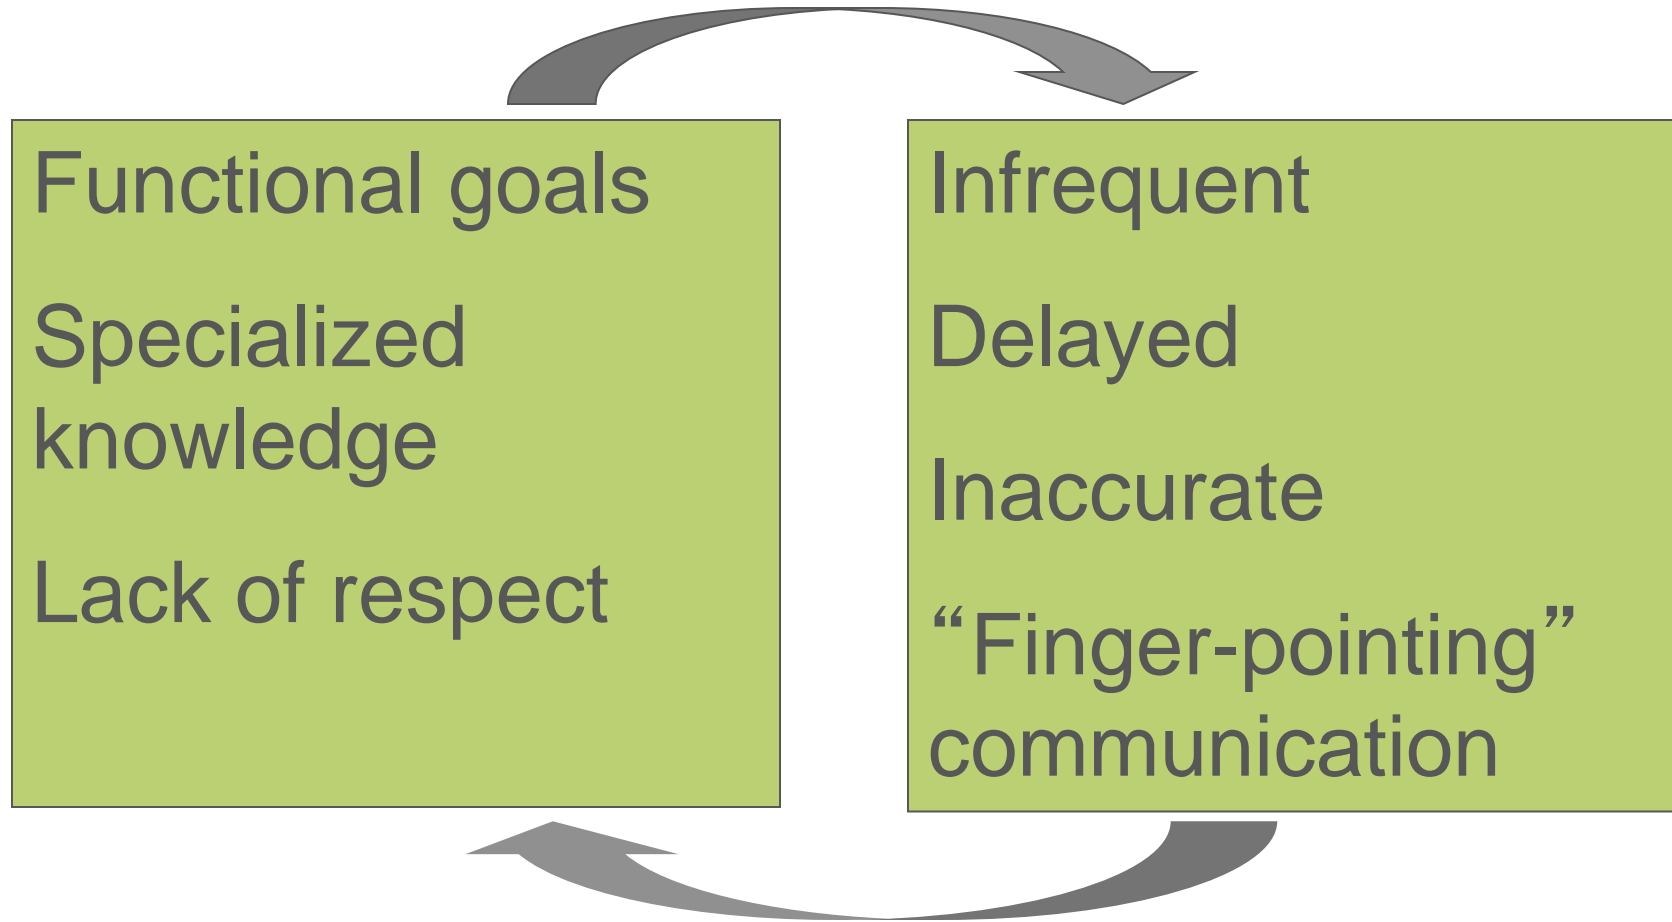 Functional goals
Specialized
knowledge
Lack of respect
Infrequent
Delayed
Inaccurate
“Finger-pointing”
communication